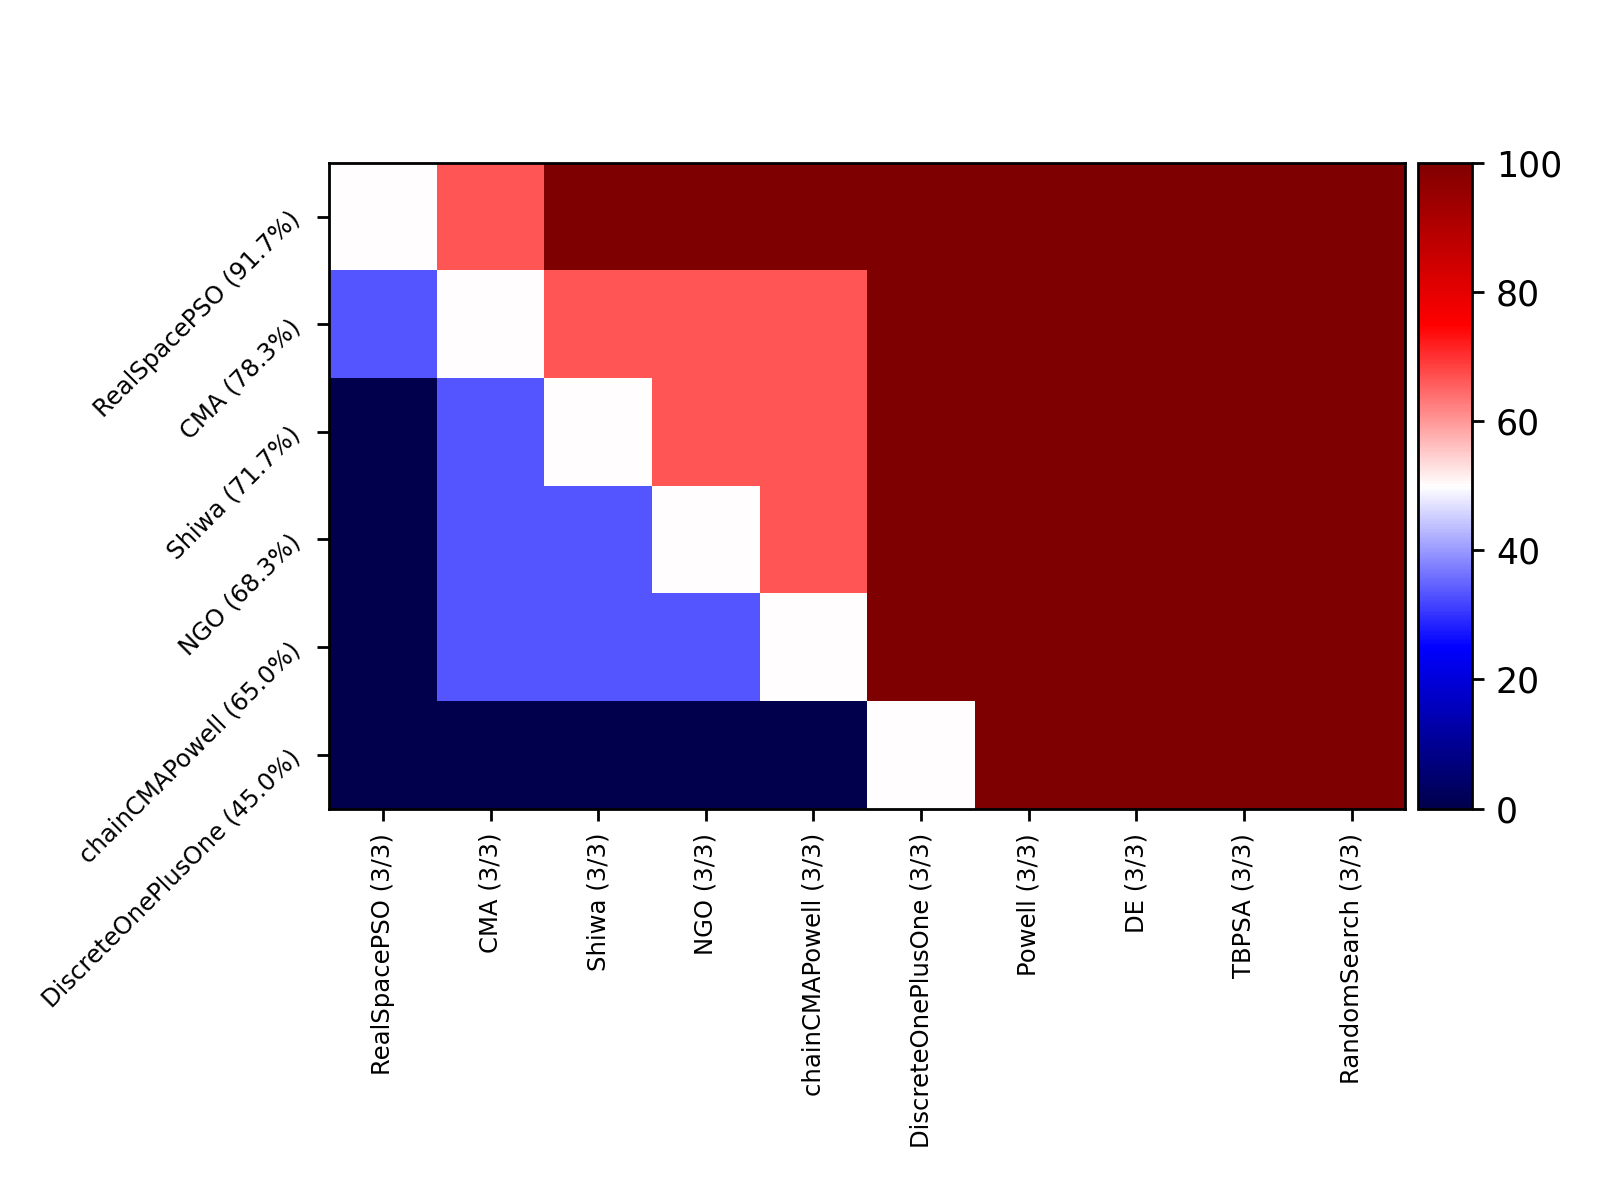 RealSpacePSO (91.7%)
CMA (78.3%)
Shiwa (71.7%)
NGO (68.3%)
chainCMAPowell (65.0%)
DiscreteOnePlusOne (45.0%)
RealSpacePSO (3/3)
CMA (3/3)
Shiwa (3/3)
NGO (3/3)
chainCMAPowell (3/3)
DiscreteOnePlusOne (3/3)
Powell (3/3)
DE (3/3)
TBPSA (3/3)
RandomSearch (3/3)
100
80
60
40
20
0